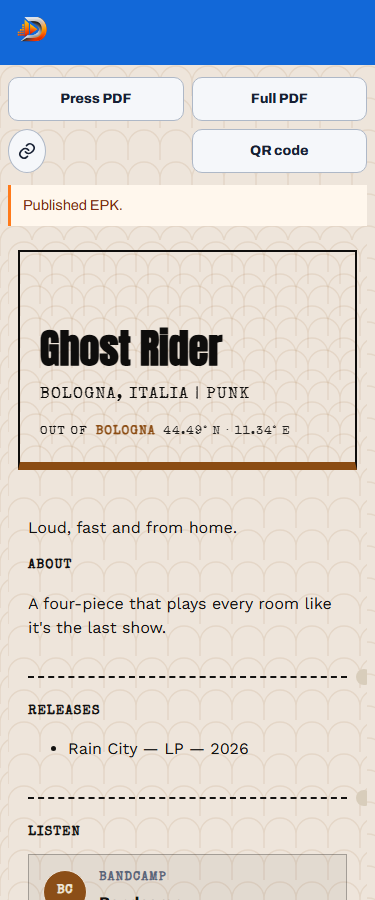 Press PDF
Full PDF
QR code
Published EPK.
Ghost Rider
BOLOGNA, ITALIA | PUNK
OUT OF BOLOGNA 44.49° N · 11.34° E
Loud, fast and from home.
ABOUT
A four-piece that plays every room like
it's the last show.
RELEASES
• Rain City — LP — 2026
LISTEN
BC
BANDCAMP